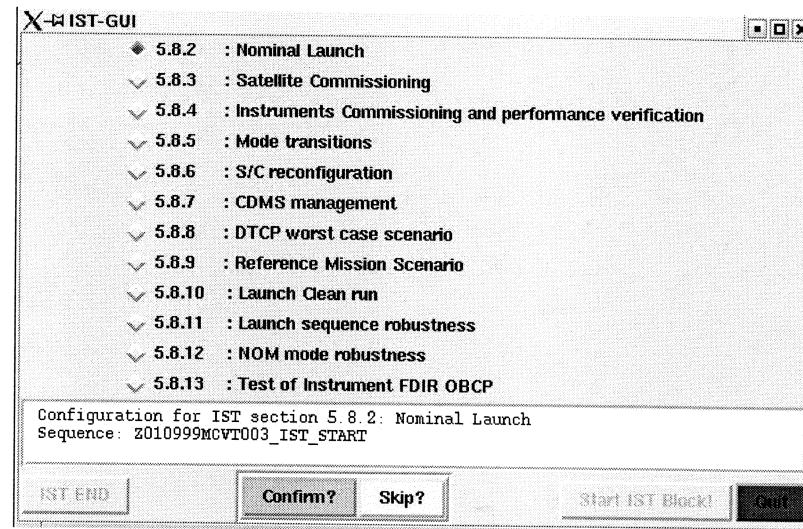 IST-GUI
5.8.2 : Nominal Launch
5.8.3 : Satellite Commissioning
5.8.4 : Instruments Commissioning and performance verification
5.8.5 : Mode transitions
5.8.6 : S/C reconfiguration
5.8.7 : CDMS management
5.8.8 : DTCP worst case scenario
5.8.9 : Reference Mission Scenario
5.8.10 : Launch Clean run
5.8.11 : Launch sequence robustness
5.8.12 : NOM mode robustness
5.8.13 : Test of Instrument FDIR OBCP
Configuration for IST section 5.8.2: Nominal Launch
Sequence: Z010999MCVT003_IST_START
IST END Confirm? Skip? Start IST Block! Quit